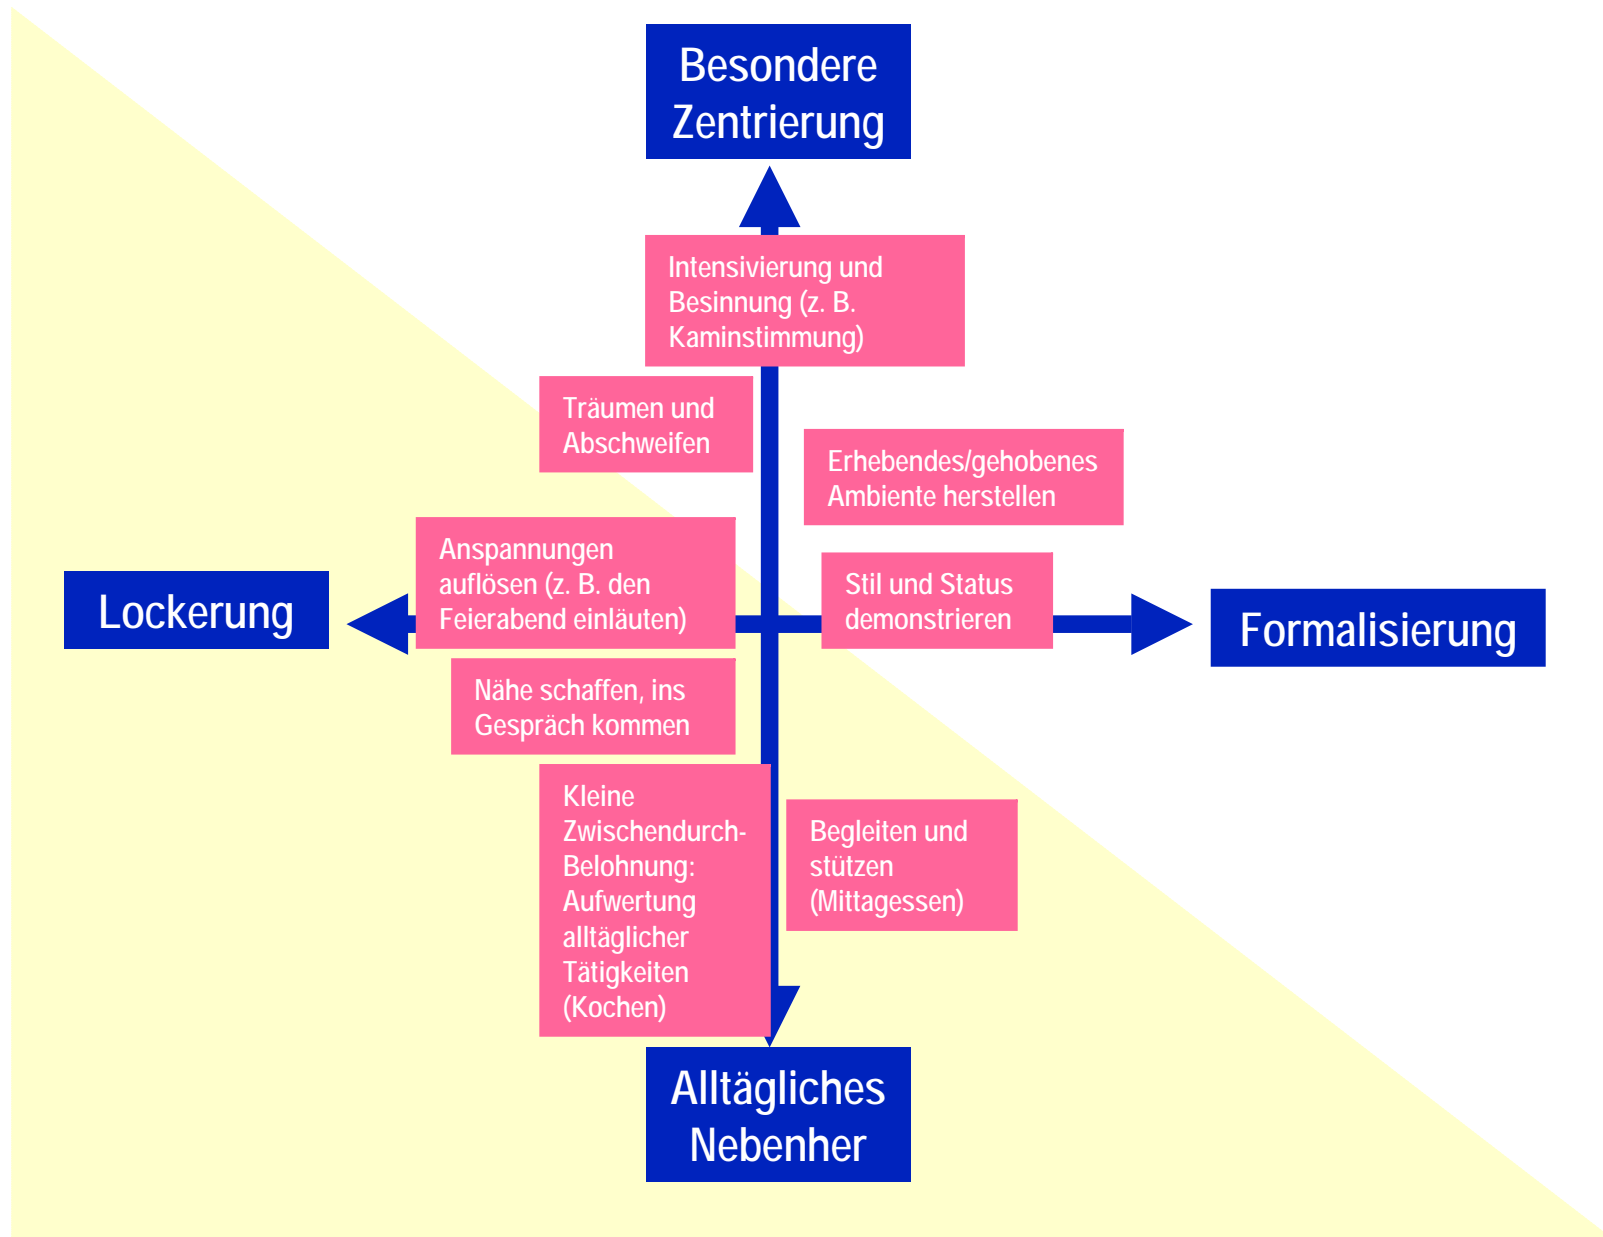 Besondere
Zentrierung
Intensivierung und
Besinnung (z. B.
Kaminstimmung)
Träumen und
Abschweifen
Erhebendes/gehobenes
Ambiente herstellen
Anspannungen
auflösen (z. B. den
Feierabend einläuten)
Stil und Status
demonstrieren
Lockerung
Formalisierung
Nähe schaffen, ins
Gespräch kommen
Kleine
Zwischendurch-
Belohnung:
Aufwertung
alltäglicher
Tätigkeiten
(Kochen)
Begleiten und
stützen
(Mittagessen)
Alltägliches
Nebenher